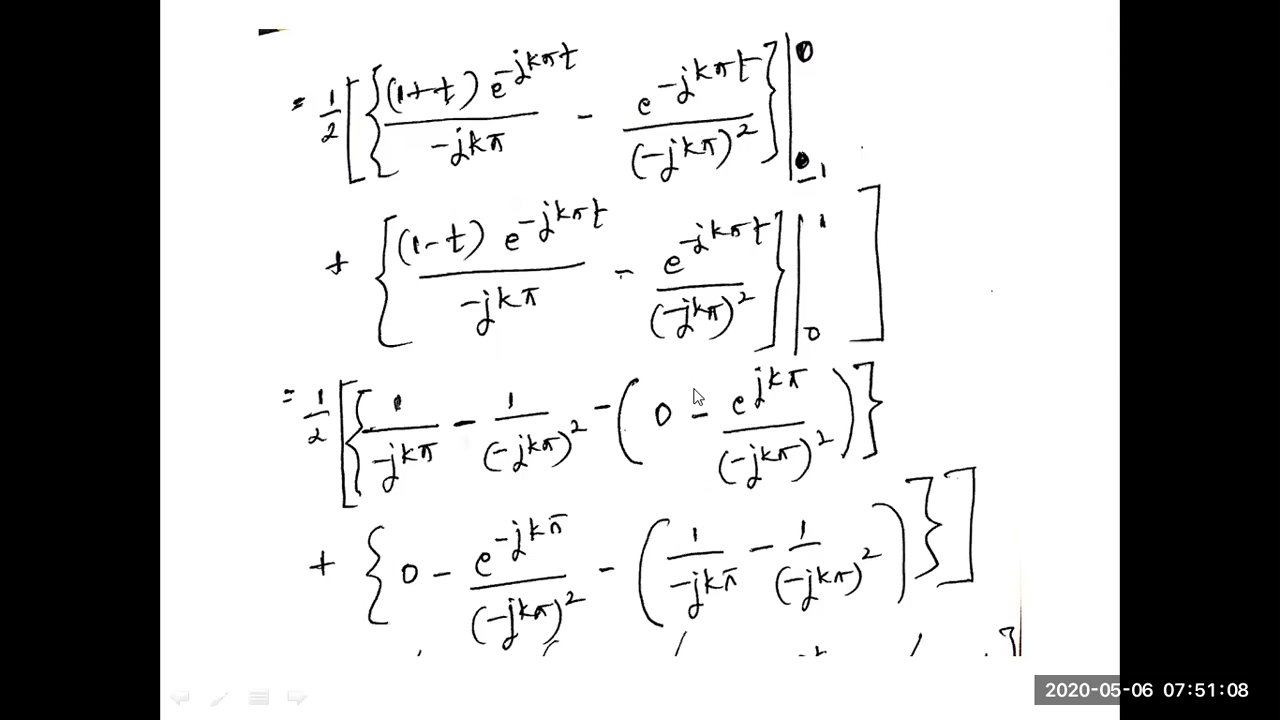 = 1/2 [ { (1+t) e^{-jkπt} / -jkπ - e^{-jkπt} / (-jkπ)^2 } |_{-1}^{0}
+ { (1-t) e^{-jkπt} / -jkπ - e^{-jkπt} / (-jkπ)^2 } |_{0}^{1} ]
= 1/2 [ { 1 / -jkπ - 1 / (-jkπ)^2 - ( 0 - e^{jkπ} / (-jkπ)^2 ) }
+ { 0 - e^{-jkπ} / (-jkπ)^2 - ( 1 / -jkπ - 1 / (-jkπ)^2 ) } ]
2020-05-06 07:51:08